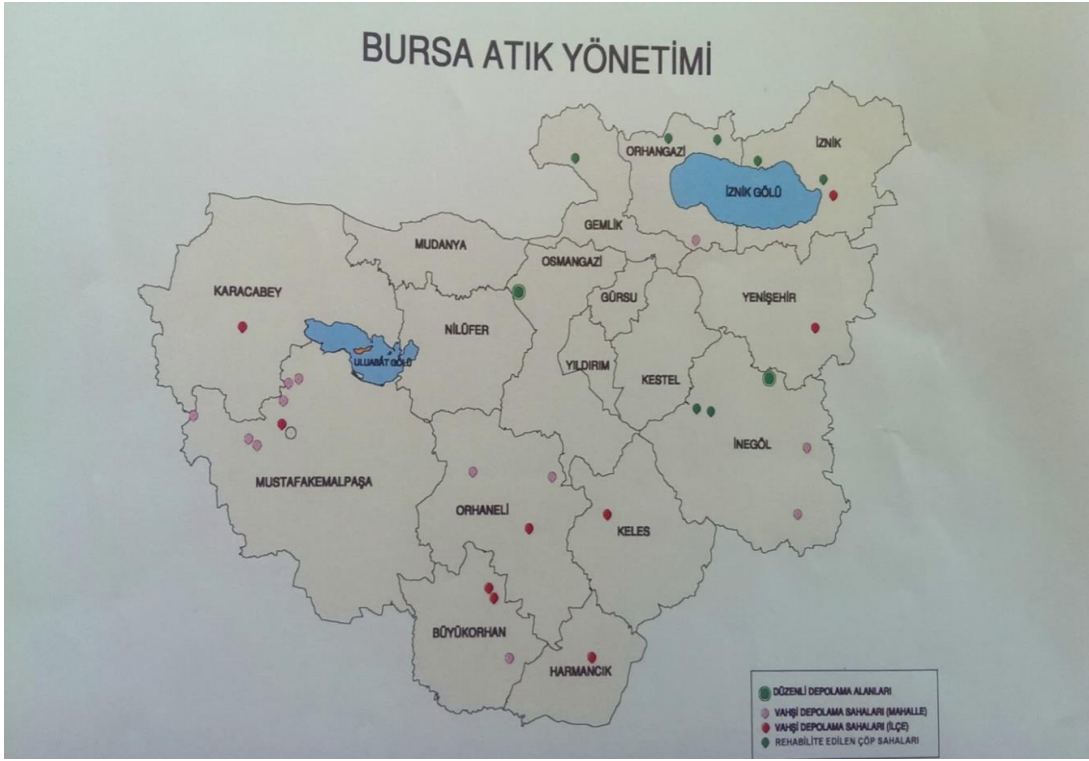 BURSA ATIK YÖNETİMİ
ORHANGAZİ
İZNİK
İZNİK GÖLÜ
GEMLİK
MUDANYA
OSMANGAZİ
KARACABEY
GÜRSU
YENİŞEHİR
NİLÜFER
ULUABAT GÖLÜ
YILDIRIM
KESTEL
İNEGÖL
MUSTAFAKEMALPAŞA
ORHANELİ
KELES
BÜYÜKORHAN
HARMANCIK
DÜZENLİ DEPOLAMA ALANLARI
VAHŞİ DEPOLAMA SAHALARI (MAHALLE)
VAHŞİ DEPOLAMA SAHALARI (İLÇE)
REHABİLİTE EDİLEN ÇÖP SAHALARI